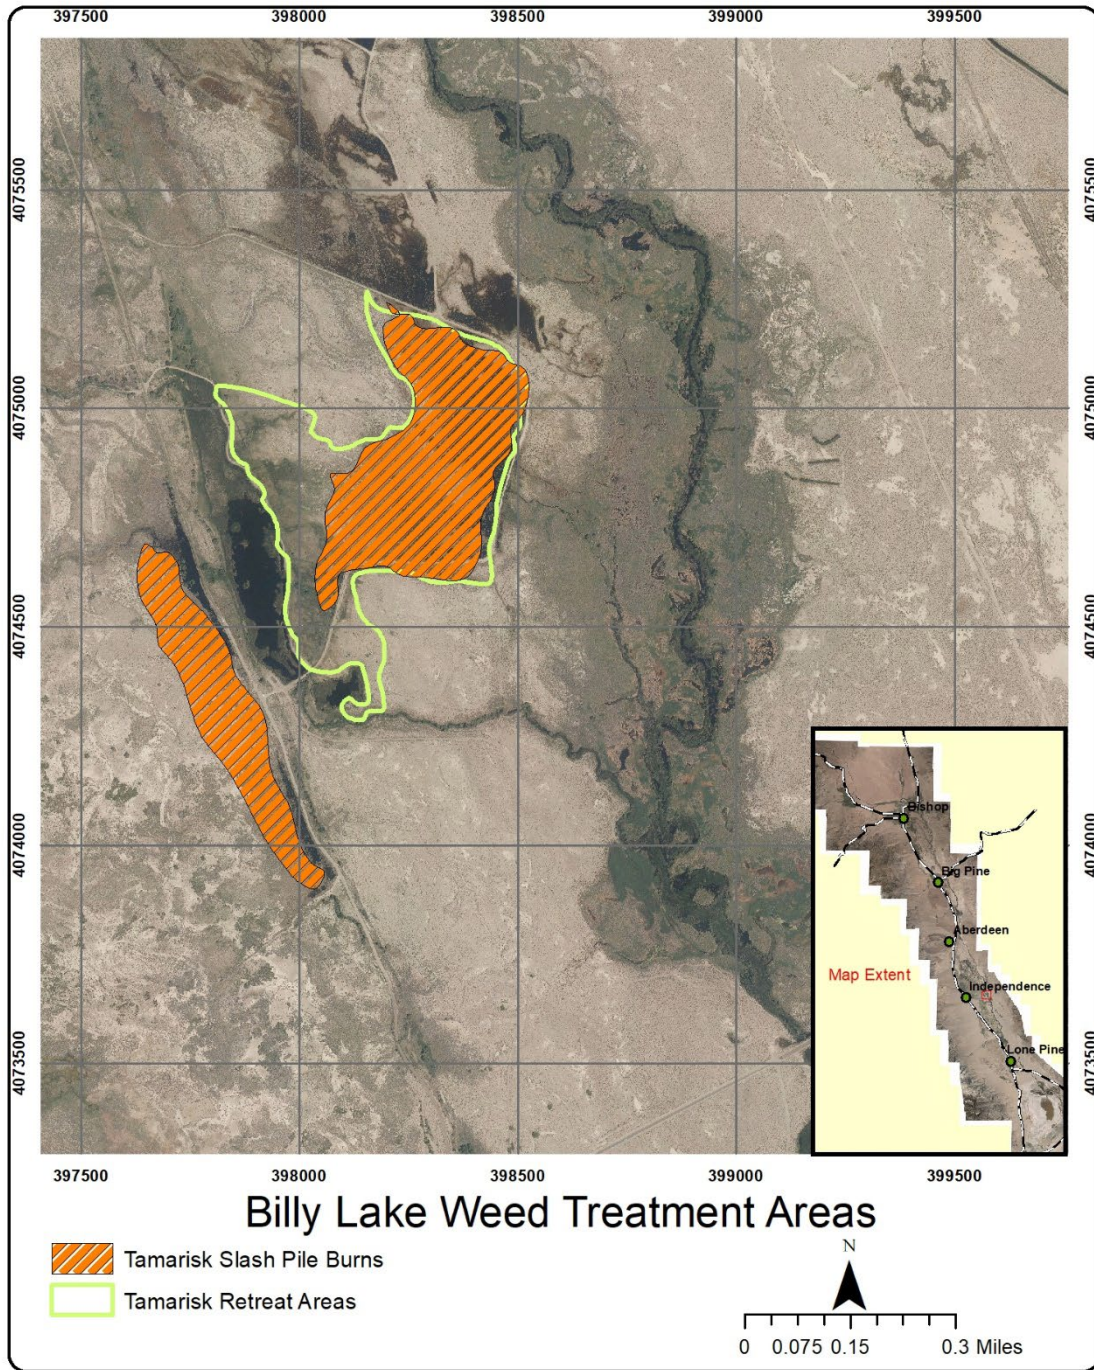 397500 398000 398500 399000 399500
4075500 4075500
4075000 4075000
4074500 4074500
4074000 4074000
4073500 4073500
Bishop
Big Pine
Aberdeen
Map Extent
Independence
Lone Pine
397500 398000 398500 399000 399500
Billy Lake Weed Treatment Areas
Tamarisk Slash Pile Burns
Tamarisk Retreat Areas
N
0 0.075 0.15 0.3 Miles